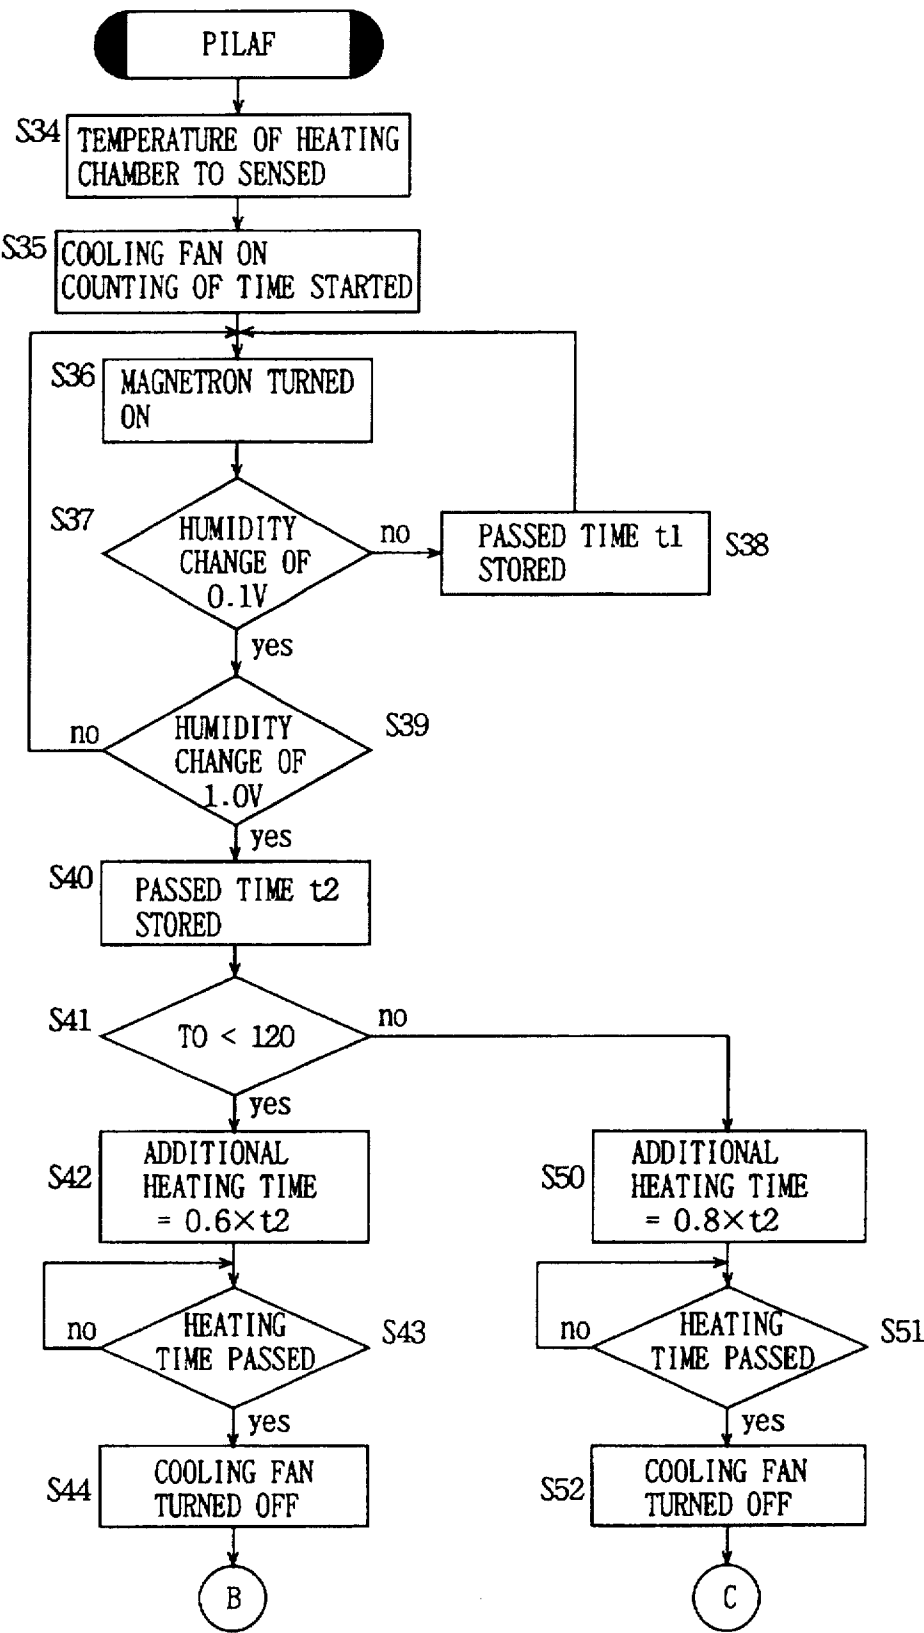 PILAF
S34
TEMPERATURE OF HEATING
CHAMBER TO SENSED
S35
COOLING FAN ON
COUNTING OF TIME STARTED
S36
MAGNETRON TURNED
ON
S37
HUMIDITY
CHANGE OF
0.1V
no
PASSED TIME t1
STORED
S38
yes
no
HUMIDITY
CHANGE OF
1.0V
S39
yes
S40
PASSED TIME t2
STORED
S41
TO < 120
no
yes
S42
ADDITIONAL
HEATING TIME
= 0.6×t2
S50
ADDITIONAL
HEATING TIME
= 0.8×t2
no
HEATING
TIME PASSED
S43
no
HEATING
TIME PASSED
S51
yes
yes
S44
COOLING FAN
TURNED OFF
S52
COOLING FAN
TURNED OFF
B
C